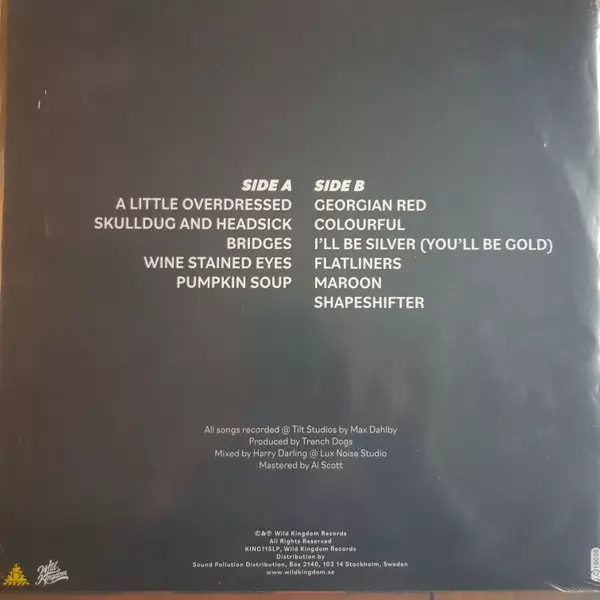 SIDE A
A LITTLE OVERDRESSED
SKULLDUG AND HEADSICK
BRIDGES
WINE STAINED EYES
PUMPKIN SOUP
SIDE B
GEORGIAN RED
COLOURFUL
I'LL BE SILVER (YOU'LL BE GOLD)
FLATLINERS
MAROON
SHAPESHIFTER
All songs recorded @ Tilt Studios by Max Dahlby
Produced by Trench Dogs
Mixed by Harry Darling @ Lux Noise Studio
Mastered by Al Scott
©&℗ Wild Kingdom Records
All Rights Reserved
KING115LP, Wild Kingdom Records
Distribution by
Sound Pollution Distribution, Box 2140, 103 14 Stockholm, Sweden
www.wildkingdom.se
Wild
Kingdom